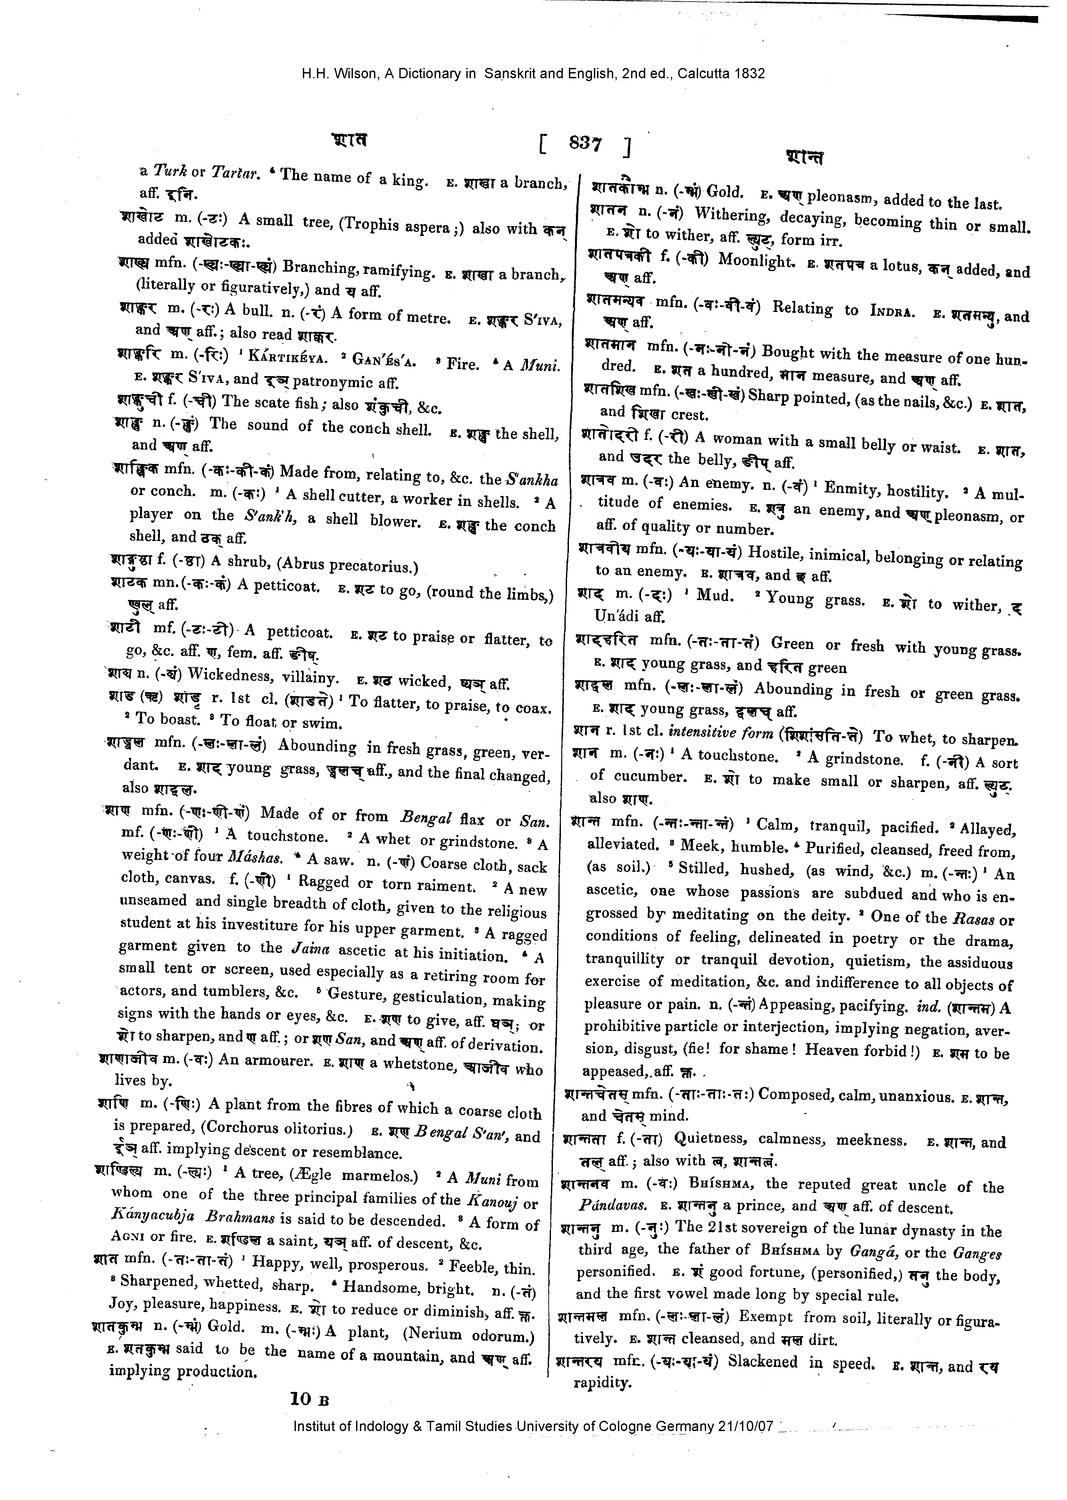 H.H. Wilson, A Dictionary in Sanskrit and English, 2nd ed., Calcutta 1832
शात [ 837 ] शान्त
a Turk or Tartar. ⁴ The name of a king. E. शाखा a branch,
aff. इनि.
शाखोट m. (-टः) A small tree, (Trophis aspera;) also with कन्
added शाखोटकः.
शाख्य mfn. (-ख्यः-ख्या-ख्यं) Branching, ramifying. E. शाखा a branch,
(literally or figuratively,) and य aff.
शाङ्कर m. (-रः) A bull. n. (-रं) A form of metre. E. शङ्कर S'IVA,
and अण् aff.; also read शाक्कर.
शाङ्करि m. (-रिः) ¹ KÁRTIKÉYA. ² GAN'ÉS'A. ³ Fire. ⁴ A Muni.
E. शङ्कर S'IVA, and इञ् patronymic aff.
शाङ्कुची f. (-ची) The scate fish; also शंकुची, &c.
शाङ्ख n. (-ङ्खं) The sound of the conch shell. E. शङ्ख the shell,
and अण् aff.
शाङ्खिक mfn. (-कः-की-कं) Made from, relating to, &c. the S'ankha
or conch. m. (-कः) ¹ A shell cutter, a worker in shells. ² A
player on the S'ank'h, a shell blower. E. शङ्ख the conch
shell, and ठक् aff.
शाङ्गुष्ठा f. (-ष्ठा) A shrub, (Abrus precatorius.)
शाटक mn. (-कः-कं) A petticoat. E. शट to go, (round the limbs,)
ण्वुल् aff.
शाटी mf. (-टः-टी) A petticoat. E. शट to praise or flatter, to
go, &c. aff. ण, fem. aff. ङीष्.
शाठ्य n. (-ठ्यं) Wickedness, villainy. E. शठ wicked, ष्यञ् aff.
शाड (ऋ) शाडृ r. 1st cl. (शाडते) ¹ To flatter, to praise, to coax.
² To boast. ³ To float or swim.
शाड्वल mfn. (-लः-ला-लं) Abounding in fresh grass, green, ver-
dant. E. शाद young grass, ड्वलच् aff., and the final changed,
also शाद्वल.
शाण mfn. (-णः-णी-णं) Made of or from Bengal flax or San.
mf. (-णः-णी) ¹ A touchstone. ² A whet or grindstone. ³ A
weight of four Máshas. ⁴ A saw. n. (-णं) Coarse cloth, sack
cloth, canvas. f. (-णी) ¹ Ragged or torn raiment. ² A new
unseamed and single breadth of cloth, given to the religious
student at his investiture for his upper garment. ³ A ragged
garment given to the Jaina ascetic at his initiation. ⁴ A
small tent or screen, used especially as a retiring room for
actors, and tumblers, &c. ⁵ Gesture, gesticulation, making
signs with the hands or eyes, &c. E. शण to give, aff. घञ्; or
शो to sharpen, and ण aff.; or शण San, and अण् aff. of derivation.
शाणाजीव m. (-वः) An armourer. E. शाण a whetstone, आजीव who
lives by.
शाणि m. (-णिः) A plant from the fibres of which a coarse cloth
is prepared, (Corchorus olitorius.) E. शण Bengal S'an', and
इञ् aff. implying descent or resemblance.
शाण्डिल्य m. (-ल्यः) ¹ A tree, (Ægle marmelos.) ² A Muni from
whom one of the three principal families of the Kanouj or
Kányacubja Brahmans is said to be descended. ³ A form of
AGNI or fire. E. शण्डिल a saint, यञ् aff. of descent, &c.
शात mfn. (-तः-ता-तं) ¹ Happy, well, prosperous. ² Feeble, thin.
³ Sharpened, whetted, sharp. ⁴ Handsome, bright. n. (-तं)
Joy, pleasure, happiness. E. शो to reduce or diminish, aff. क्त.
शातकुम्भ n. (-म्भं) Gold. m. (-म्भः) A plant, (Nerium odorum.)
E. शतकुम्भ said to be the name of a mountain, and अण् aff.
implying production.
शातकौम्भ n. (-म्भं) Gold. E. अण् pleonasm, added to the last.
शातन n. (-नं) Withering, decaying, becoming thin or small.
E. शो to wither, aff. ल्युट्, form irr.
शातपत्रकी f. (-की) Moonlight. E. शतपत्र a lotus, कन् added, and
अण् aff.
शातमन्यव mfn. (-वः-वी-वं) Relating to INDRA. E. शतमन्यु, and
अण् aff.
शातमान mfn. (-नः-नी-नं) Bought with the measure of one hun-
dred. E. शत a hundred, मान measure, and अण् aff.
शातशिख mfn. (-खः-खी-खं) Sharp pointed, (as the nails, &c.) E. शात,
and शिखा crest.
शातोदरी f. (-री) A woman with a small belly or waist. E. शात,
and उदर the belly, ङीप् aff.
शात्रव m. (-वः) An enemy. n. (-वं) ¹ Enmity, hostility. ² A mul-
titude of enemies. E. शत्रु an enemy, and अण् pleonasm, or
aff. of quality or number.
शात्रवीय mfn. (-यः-या-यं) Hostile, inimical, belonging or relating
to an enemy. E. शात्रव, and छ aff.
शाद m. (-दः) ¹ Mud. ² Young grass. E. शो to wither, द
Un'ádi aff.
शादहरित mfn. (-तः-ता-तं) Green or fresh with young grass.
E. शाद young grass, and हरित green
शाद्वल mfn. (-लः-ला-लं) Abounding in fresh or green grass.
E. शाद young grass, ड्वलच् aff.
शान r. 1st cl. intensitive form (शिशांसति-ते) To whet, to sharpen.
शान m. (-नः) ¹ A touchstone. ² A grindstone. f. (-नी) A sort
of cucumber. E. शो to make small or sharpen, aff. ल्युट्.
also शाण.
शान्त mfn. (-न्तः-न्ता-न्तं) ¹ Calm, tranquil, pacified. ² Allayed,
alleviated. ³ Meek, humble. ⁴ Purified, cleansed, freed from,
(as soil.) ⁵ Stilled, hushed, (as wind, &c.) m. (-न्तः) ¹ An
ascetic, one whose passions are subdued and who is en-
grossed by meditating on the deity. ² One of the Rasas or
conditions of feeling, delineated in poetry or the drama,
tranquillity or tranquil devotion, quietism, the assiduous
exercise of meditation, &c. and indifference to all objects of
pleasure or pain. n. (-न्तं) Appeasing, pacifying. ind. (शान्तम्) A
prohibitive particle or interjection, implying negation, aver-
sion, disgust, (fie! for shame! Heaven forbid!) E. शम to be
appeased, aff. क्त.
शान्तचेतस् mfn. (-ताः-ताः-तः) Composed, calm, unanxious. E. शान्त,
and चेतस् mind.
शान्तता f. (-ता) Quietness, calmness, meekness. E. शान्त, and
तल् aff.; also with त्व, शान्तत्वं.
शान्तनव m. (-वः) BHÍSHMA, the reputed great uncle of the
Pándavas. E. शान्तनु a prince, and अण् aff. of descent.
शान्तनु m. (-नुः) The 21st sovereign of the lunar dynasty in the
third age, the father of BHÍSHMA by Gangá, or the Ganges
personified. E. शं good fortune, (personified,) तनु the body,
and the first vowel made long by special rule.
शान्तमल mfn. (-लः-ला-लं) Exempt from soil, literally or figura-
tively. E. शान्त cleansed, and मल dirt.
शान्तरय mfn. (-यः-या-यं) Slackened in speed. E. शान्त, and रय
rapidity.
10 B
Institut of Indology & Tamil Studies University of Cologne Germany 21/10/07